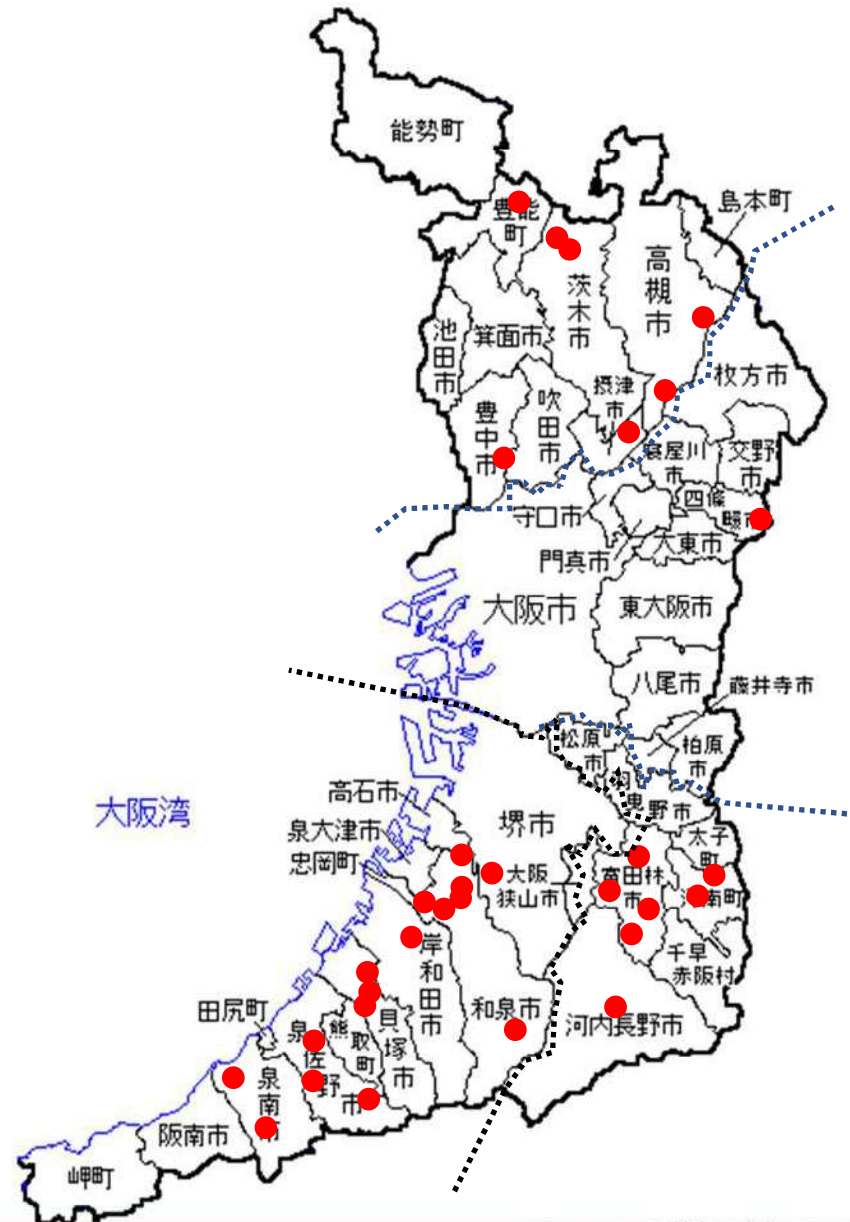 能勢町
豊能
町
島本町
高槻市
茨木市
池田市
箕面市
枚方市
摂津
市
吹田市
豊中市
寝屋川
市
交野
市
四條
畷市
守口市
門真市
大東市
大阪市
東大阪市
八尾市
藤井寺市
松原
市
柏原
市
羽
曳野市
高石市
泉大津市
忠岡町
大阪湾
堺市
太子
町
大阪
狭山市
富田林
市
河南町
千早
赤阪村
岸和田市
和泉市
河内長野市
貝塚市
熊
取町
田尻町
泉
佐
野
市
泉南市
阪南市
岬町